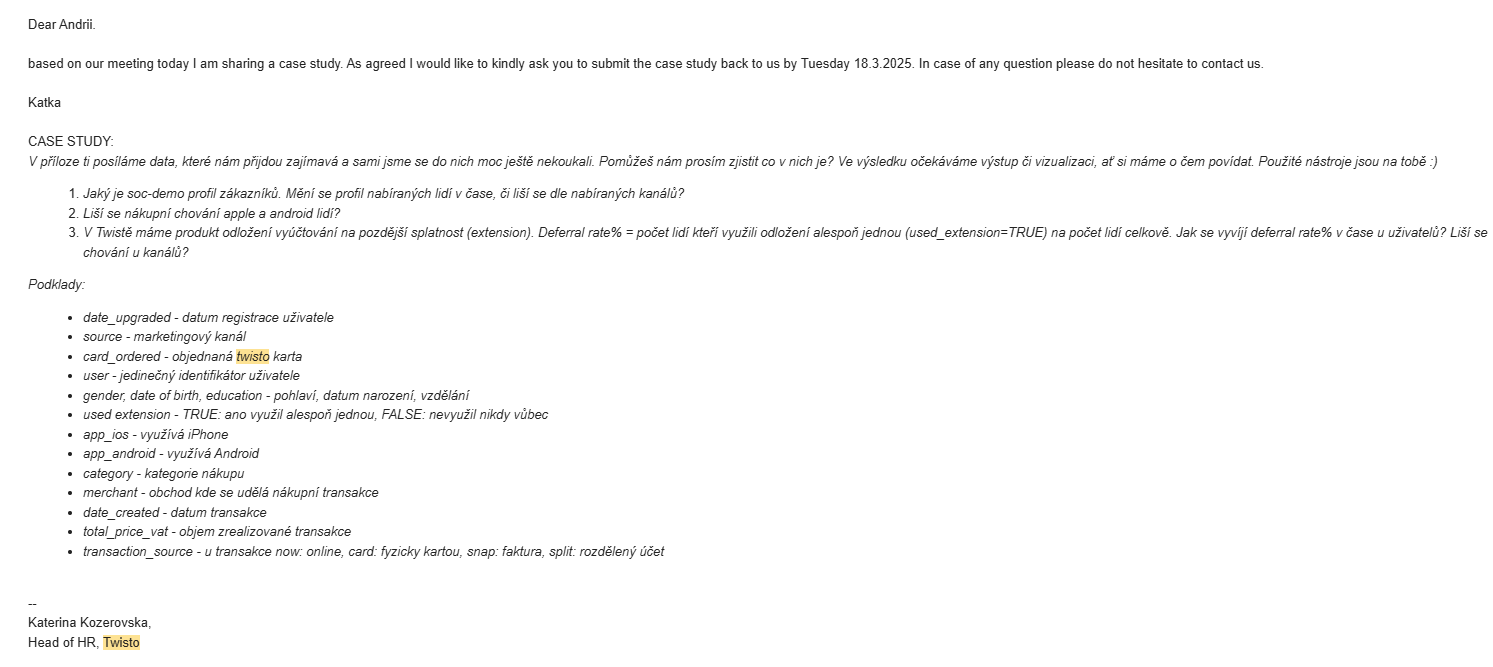 Dear Andrii.
based on our meeting today I am sharing a case study. As agreed I would like to kindly ask you to submit the case study back to us by Tuesday 18.3.2025. In case of any question please do not hesitate to contact us.
Katka
CASE STUDY:
V příloze ti posíláme data, které nám přijdou zajímavá a sami jsme se do nich moc ještě nekoukali. Pomůžeš nám prosím zjistit co v nich je? Ve výsledku očekáváme výstup či vizualizaci, ať si máme o čem povídat. Použité nástroje jsou na tobě :)
1. Jaký je soc-demo profil zákazníků. Mění se profil nabíraných lidí v čase, či liší se dle nabíraných kanálů?
2. Liší se nákupní chování apple a android lidí?
3. V Twistě máme produkt odložení vyúčtování na pozdější splatnost (extension). Deferral rate% = počet lidí kteří využili odložení alespoň jednou (used_extension=TRUE) na počet lidí celkově. Jak se vyvíjí deferral rate% v čase u uživatelů? Liší se
chování u kanálů?
Podklady:
• date_upgraded - datum registrace uživatele
• source - marketingový kanál
• card_ordered - objednaná twisto karta
• user - jedinečný identifikátor uživatele
• gender, date of birth, education - pohlaví, datum narození, vzdělání
• used extension - TRUE: ano využil alespoň jednou, FALSE: nevyužil nikdy vůbec
• app_ios - využívá iPhone
• app_android - využívá Android
• category - kategorie nákupu
• merchant - obchod kde se udělá nákupní transakce
• date_created - datum transakce
• total_price_vat - objem zrealizované transakce
• transaction_source - u transakce now: online, card: fyzicky kartou, snap: faktura, split: rozdělený účet
--
Katerina Kozerovska,
Head of HR, Twisto